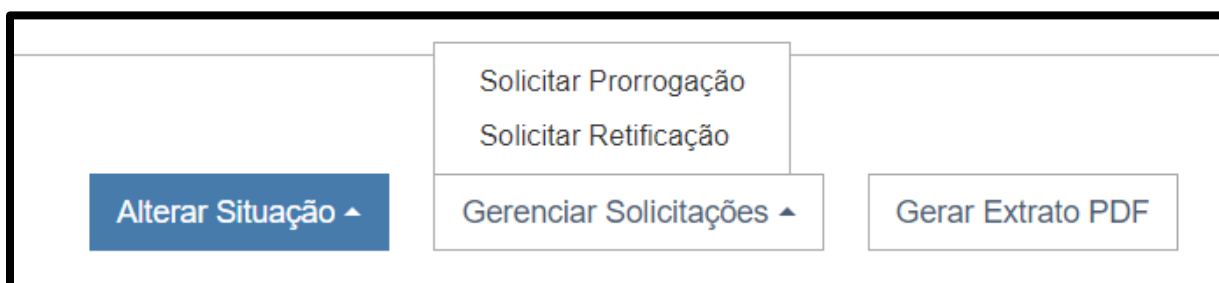 Solicitar Prorrogação
Solicitar Retificação
Alterar Situação
Gerenciar Solicitações
Gerar Extrato PDF